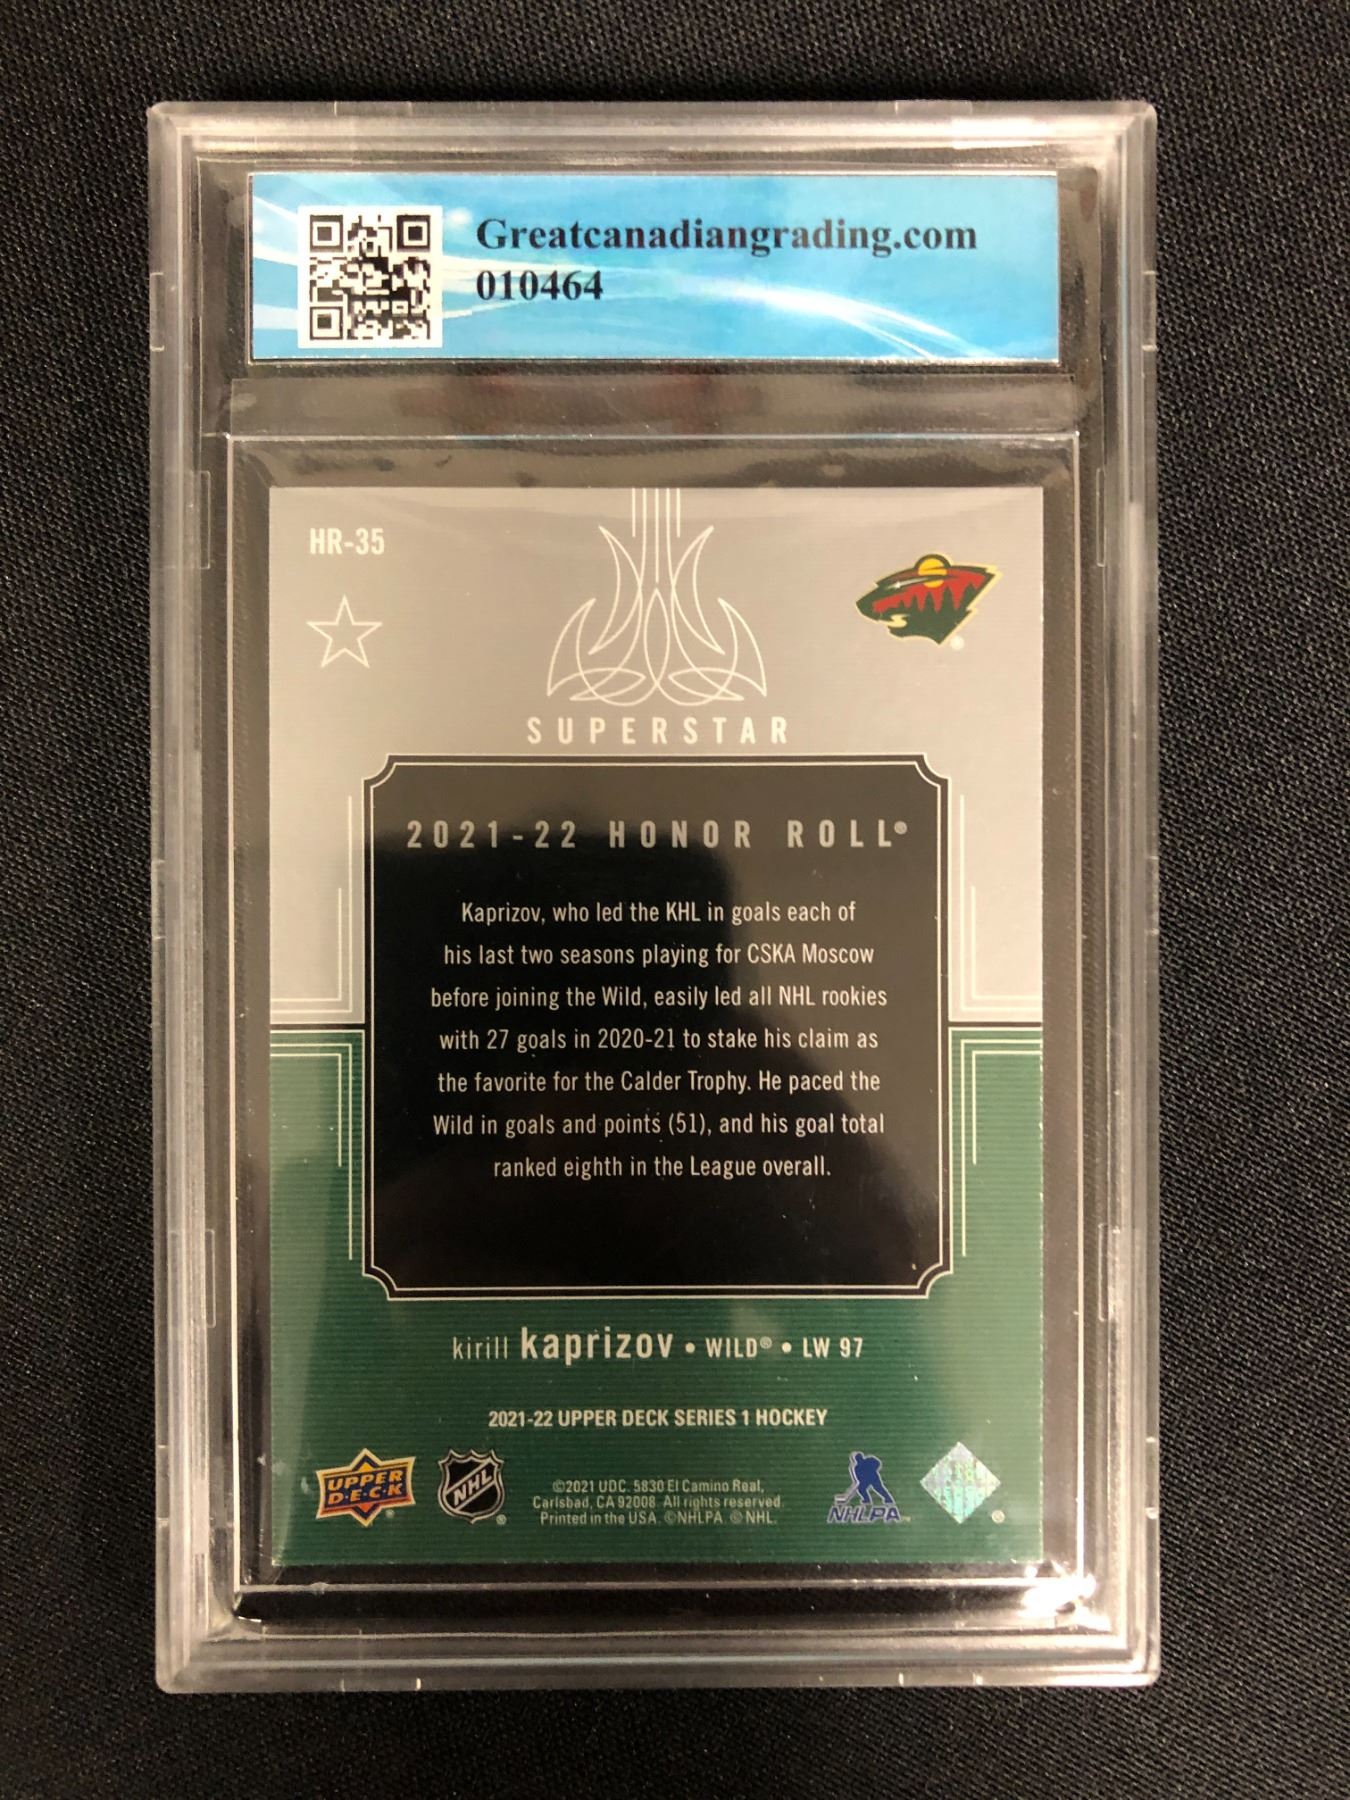 Greatcanadiangrading.com
010464
HR-35
SUPERSTAR
2021-22 HONOR ROLL®
Kaprizov, who led the KHL in goals each of
his last two seasons playing for CSKA Moscow
before joining the Wild, easily led all NHL rookies
with 27 goals in 2020-21 to stake his claim as
the favorite for the Calder Trophy. He paced the
Wild in goals and points (51), and his goal total
ranked eighth in the League overall.
kirill kaprizov • WILD® • LW 97
2021-22 UPPER DECK SERIES 1 HOCKEY
UPPER
D·E·C·K
NHL
©2021 UDC. 5830 El Camino Real,
Carlsbad, CA 92008. All rights reserved.
Printed in the USA. ©NHLPA. © NHL.
NHLPA